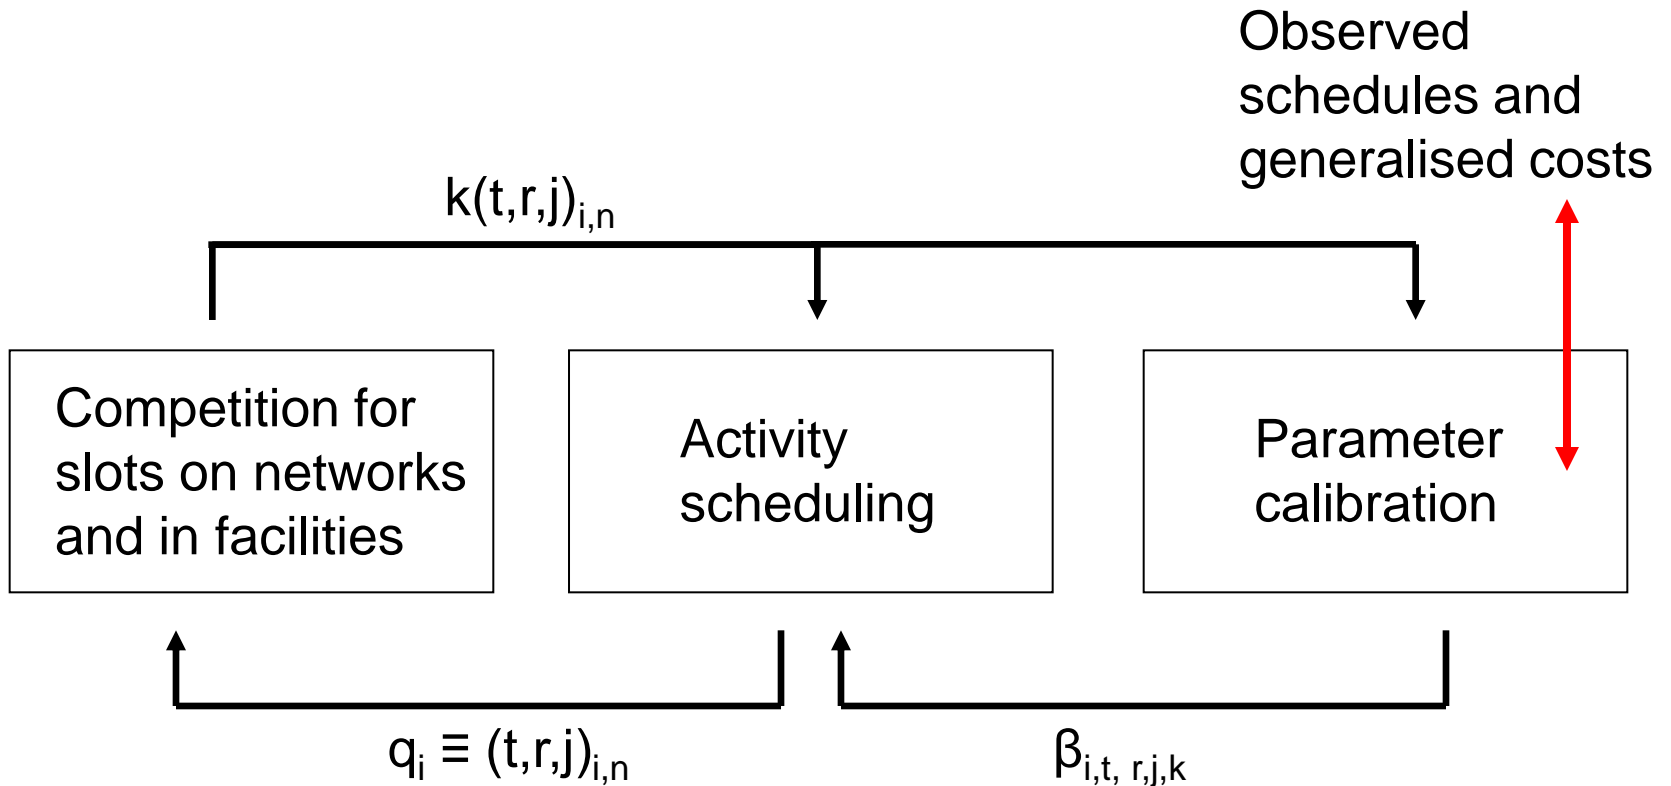 Observed
schedules and
generalised costs
k(t,r,j)i,n
Competition for
slots on networks
and in facilities
Activity
scheduling
Parameter
calibration
qi ≡ (t,r,j)i,n
βi,t, r,j,k